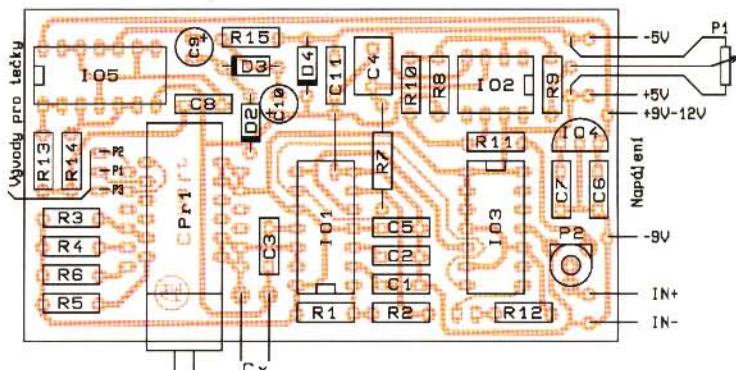 R15
C9+
D3
D4
C11
C4
R10
R8
IO2
R9
-5V
P1
IO5
C8
C10
D2
+5V
+9V-12V
Vývody pro tečky
R13
R14
P2
P1
P3
Pr1
R7
R11
IO4
C7
C6
Napájení
R3
R4
R6
R5
C3
IO1
C5
C2
C1
IO3
P2
-9V
R1
R2
R12
IN+
IN-
Cx